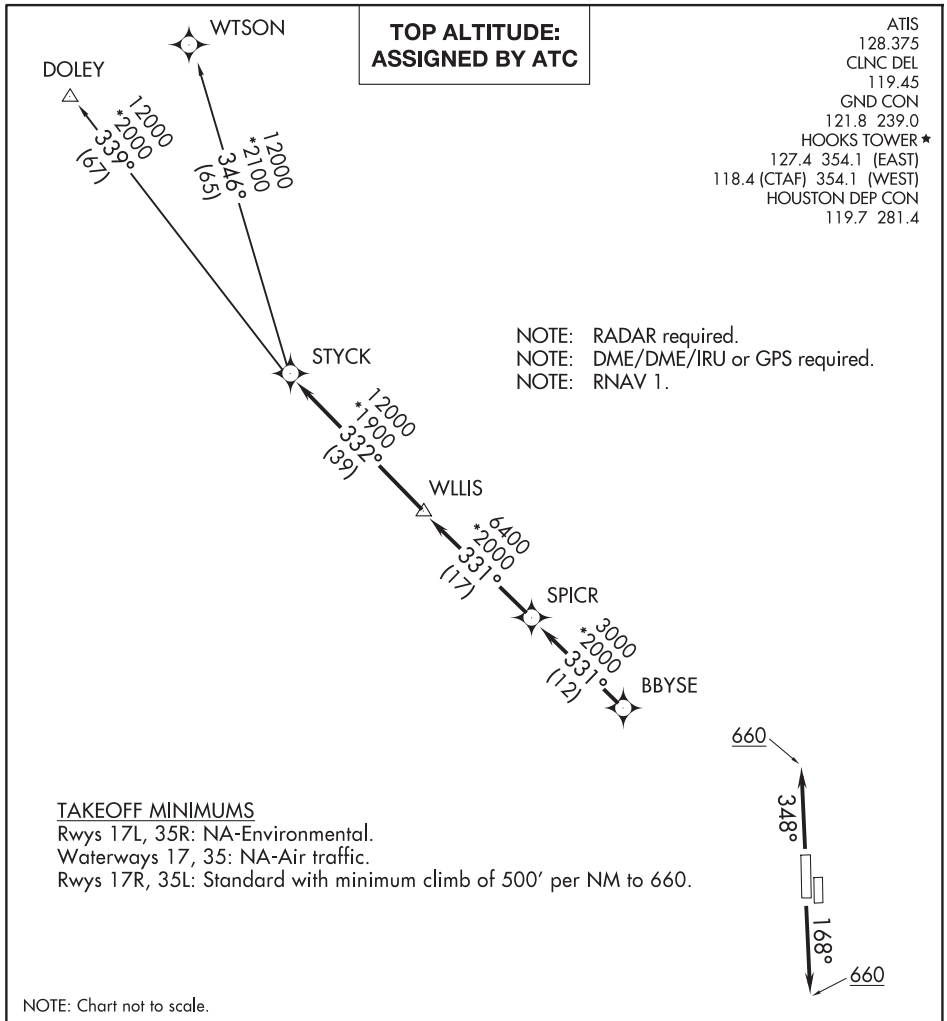 TOP ALTITUDE:
ASSIGNED BY ATC
ATIS
128.375
CLNC DEL
119.45
GND CON
121.8 239.0
HOOKS TOWER★
127.4 354.1 (EAST)
118.4 (CTAF) 354.1 (WEST)
HOUSTON DEP CON
119.7 281.4
WTSON
DOLEY
12000
*2000
339°
(67)
12000
*2100
346°
(65)
NOTE: RADAR required.
NOTE: DME/DME/IRU or GPS required.
NOTE: RNAV 1.
STYCK
12000
*1900
332°
(39)
WLLIS
6400
*2000
331°
(17)
SPICR
3000
*2000
331°
(12)
BBYSE
660
348°
168°
660
TAKEOFF MINIMUMS
Rwys 17L, 35R: NA-Environmental.
Waterways 17, 35: NA-Air traffic.
Rwys 17R, 35L: Standard with minimum climb of 500' per NM to 660.
NOTE: Chart not to scale.